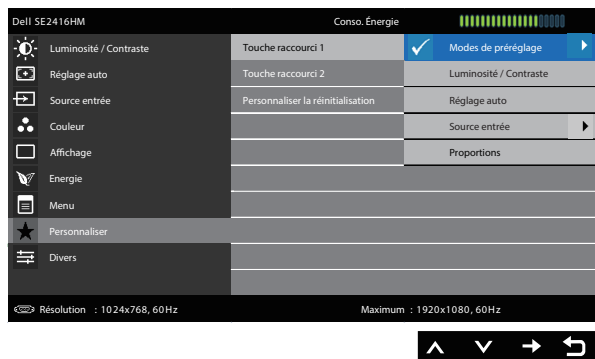 Dell SE2416HM Conso. Énergie
Luminosité / Contraste Touche raccourci 1 Modes de préréglage
Réglage auto Touche raccourci 2 Luminosité / Contraste
Source entrée Personnaliser la réinitialisation Réglage auto
Couleur Source entrée
Affichage Proportions
Energie
Menu
Personnaliser
Divers
Résolution : 1024x768, 60Hz Maximum : 1920x1080, 60Hz